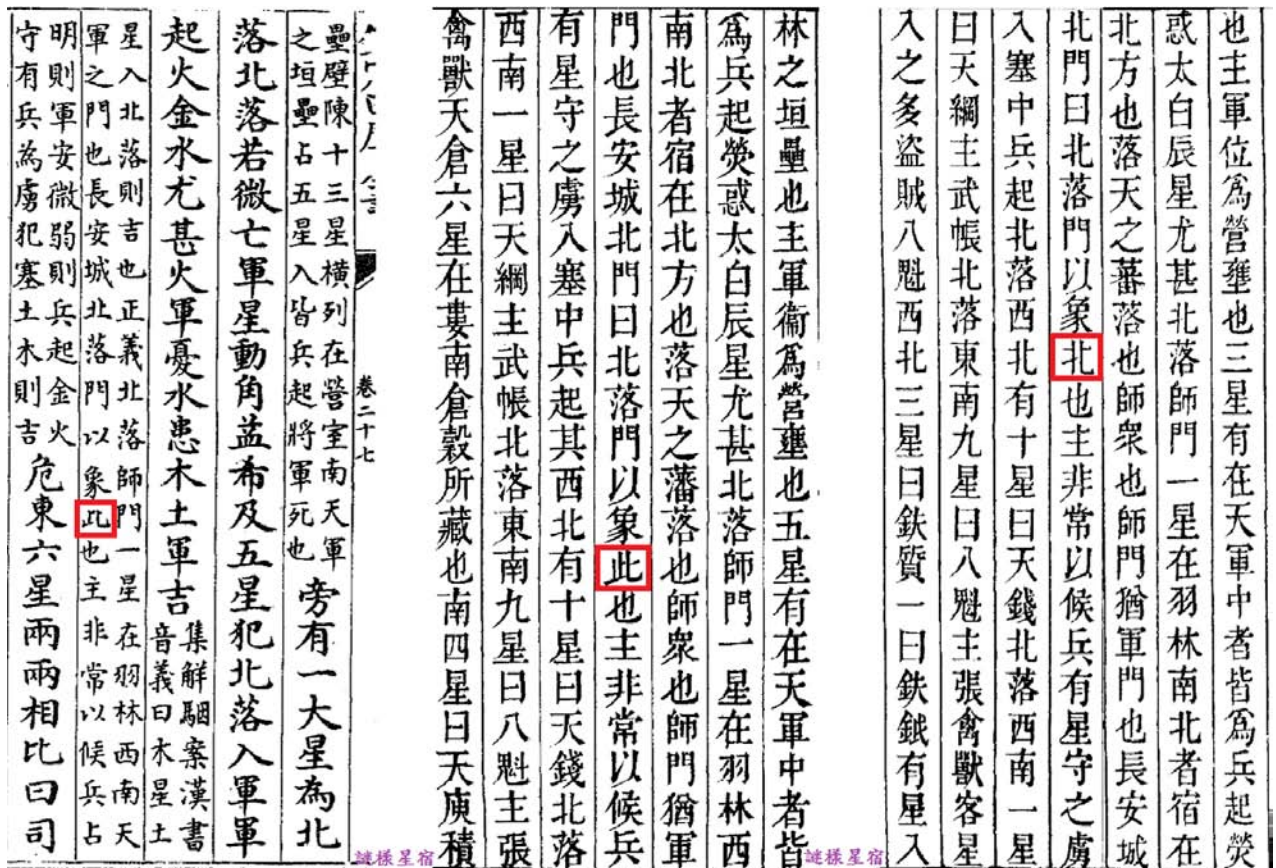 也主軍位爲營壅也三星有在天軍中者皆爲兵起熒
惑太白辰星尤甚北落師門一星在羽林南北者宿在
北方也落天之蕃落也師衆也師門猶軍門也長安城
北門曰北落門以象北也主非常以候兵有星守之虜
入塞中兵起北落西北有十星曰天錢北落西南一星
曰天綱主武帳北落東南九星曰八魁主張禽獸客星
入之多盜賊八魁西北三星曰鈇質一曰鈇鉞有星入
謎樣星宿
林之垣壘也主軍衞爲營壅也五星有在天軍中者皆
爲兵起熒惑太白辰星尤甚北落師門一星在羽林西
南北者宿在北方也落天之藩落也師衆也師門猶軍
門也長安城北門曰北落門以象此也主非常以候兵
有星守之虜入塞中兵起其西北有十星曰天錢北落
西南一星曰天綱主武帳北落東南九星曰八魁主張
禽獸天倉六星在婁南倉穀所藏也南四星曰天庾積
謎樣星宿
卷二十七
壘壁陳十三星橫列在營室南天軍
之垣壘占五星入皆兵起將軍死也
旁有一大星為北
落北落若微亡軍星動角益希及五星犯北落入軍軍
起火金水尤甚火軍憂水患木土軍吉
集解駰案漢書
音義曰木星土
星入北落則吉也正義北落師門一星在羽林西南天
軍之門也長安城北落門以象此也主非常以候兵占
明則軍安微弱則兵起金火
守有兵為虜犯塞土木則吉
危東六星兩兩相比曰司